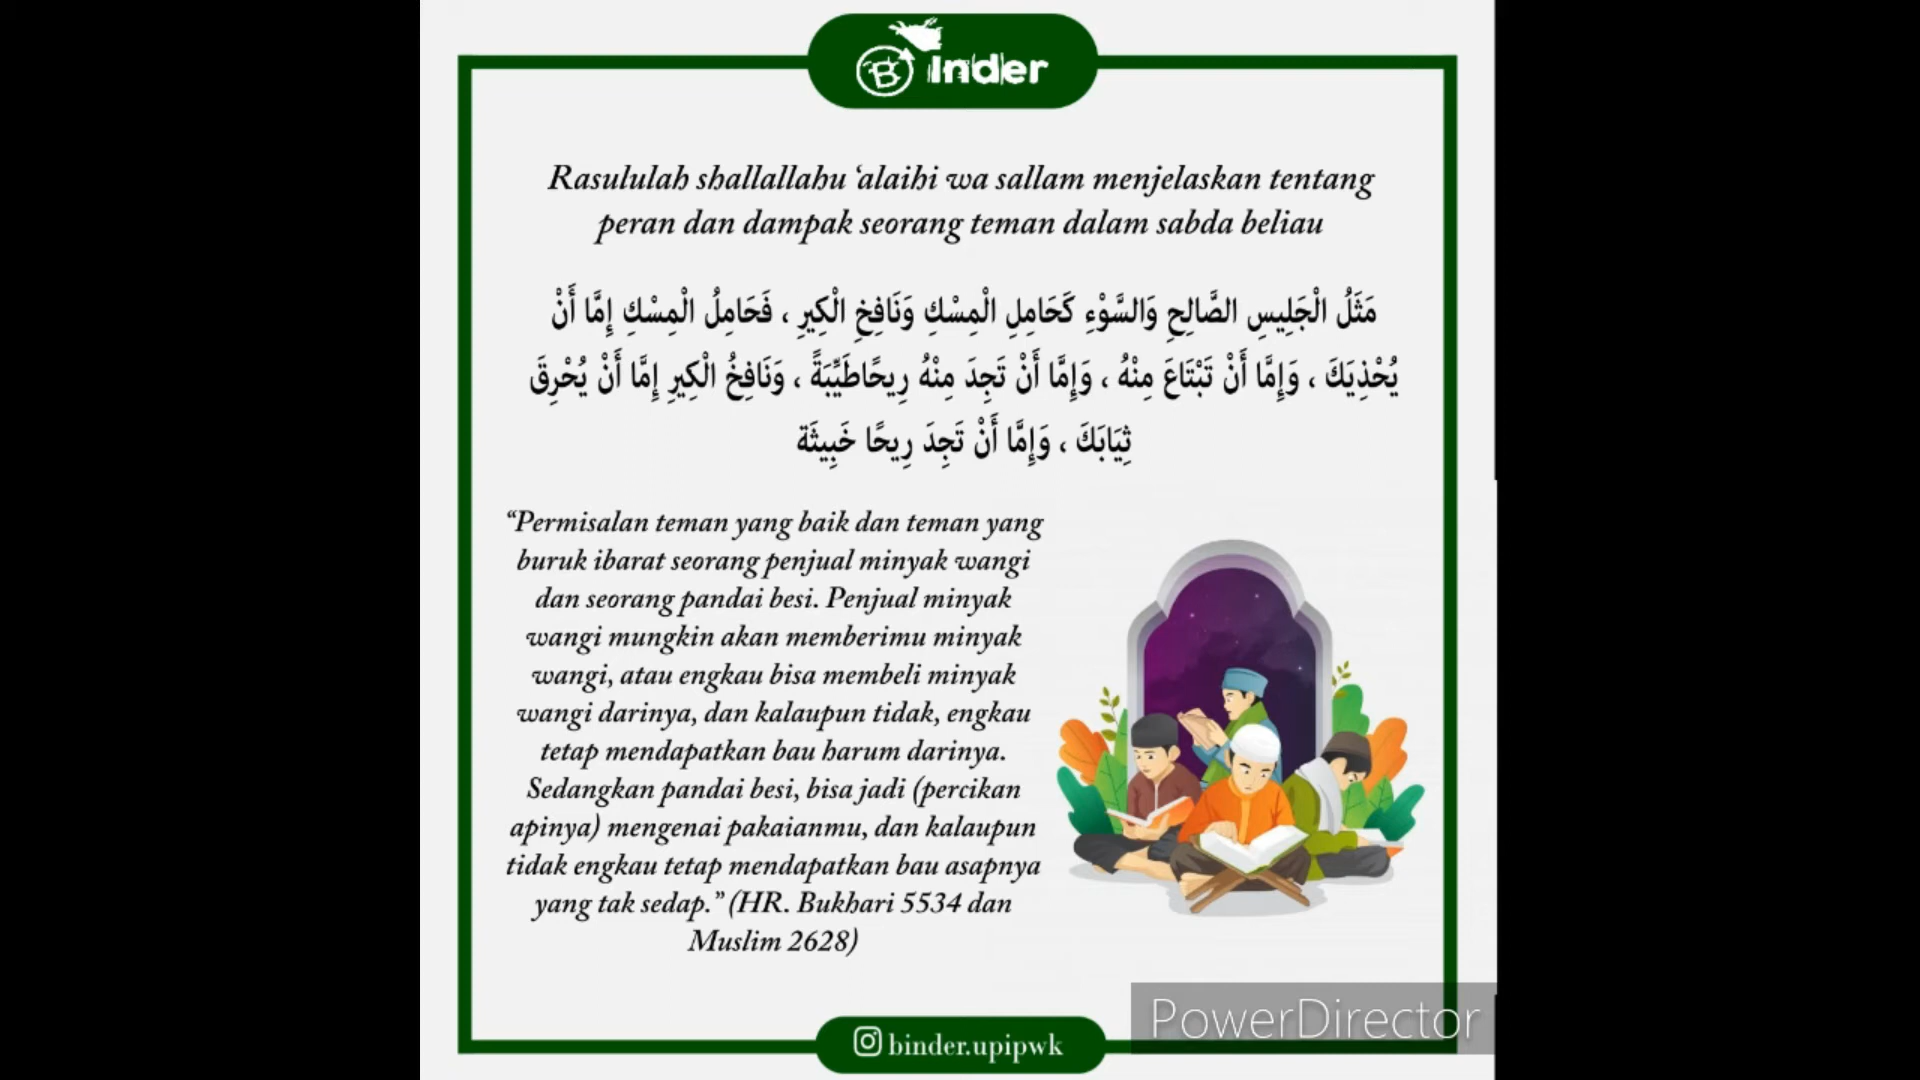 B inder
Rasululah shallallahu ‘alaihi wa sallam menjelaskan tentang
peran dan dampak seorang teman dalam sabda beliau
مَثَلُ الْجَلِيسِ الصَّالِحِ وَالسَّوْءِ كَحَامِلِ الْمِسْكِ وَنَافِخِ الْكِيرِ ، فَحَامِلُ الْمِسْكِ إِمَّا أَنْ
يُحْذِيَكَ ، وَإِمَّا أَنْ تَبْتَاعَ مِنْهُ ، وَإِمَّا أَنْ تَجِدَ مِنْهُ رِيحًاطَيِّبَةً ، وَنَافِخُ الْكِيرِ إِمَّا أَنْ يُحْرِقَ
ثِيَابَكَ ، وَإِمَّا أَنْ تَجِدَ رِيحًا خَبِيثَة
“Permisalan teman yang baik dan teman yang
buruk ibarat seorang penjual minyak wangi
dan seorang pandai besi. Penjual minyak
wangi mungkin akan memberimu minyak
wangi, atau engkau bisa membeli minyak
wangi darinya, dan kalaupun tidak, engkau
tetap mendapatkan bau harum darinya.
Sedangkan pandai besi, bisa jadi (percikan
apinya) mengenai pakaianmu, dan kalaupun
tidak engkau tetap mendapatkan bau asapnya
yang tak sedap.” (HR. Bukhari 5534 dan
Muslim 2628)
PowerDirector
binder.upipwk